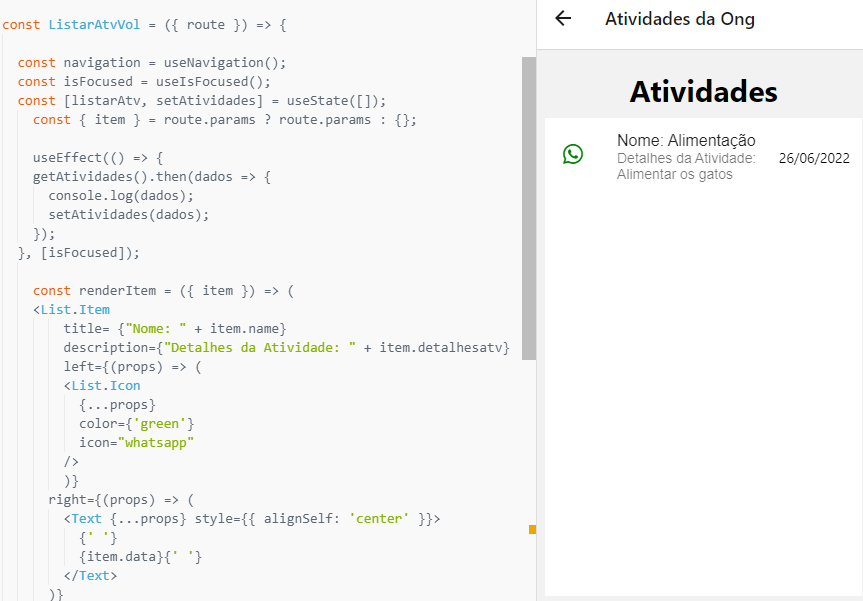 const ListarAtvVol = ({ route }) => {
const navigation = useNavigation();
const isFocused = useIsFocused();
const [listarAtv, setAtividades] = useState([]);
const { item } = route.params ? route.params : {};
useEffect(() => {
getAtividades().then(dados => {
console.log(dados);
setAtividades(dados);
});
}, [isFocused]);
const renderItem = ({ item }) => (
<List.Item
title= {"Nome: " + item.name}
description={"Detalhes da Atividade: " + item.detalhesatv}
left={(props) => (
<List.Icon
{...props}
color={'green'}
icon="whatsapp"
/>
)}
right={(props) => (
<Text {...props} style={{ alignSelf: 'center' }}>
{' '}
{item.data}{' '}
</Text>
)}
Atividades da Ong
Atividades
Nome: Alimentação
Detalhes da Atividade:
Alimentar os gatos
26/06/2022